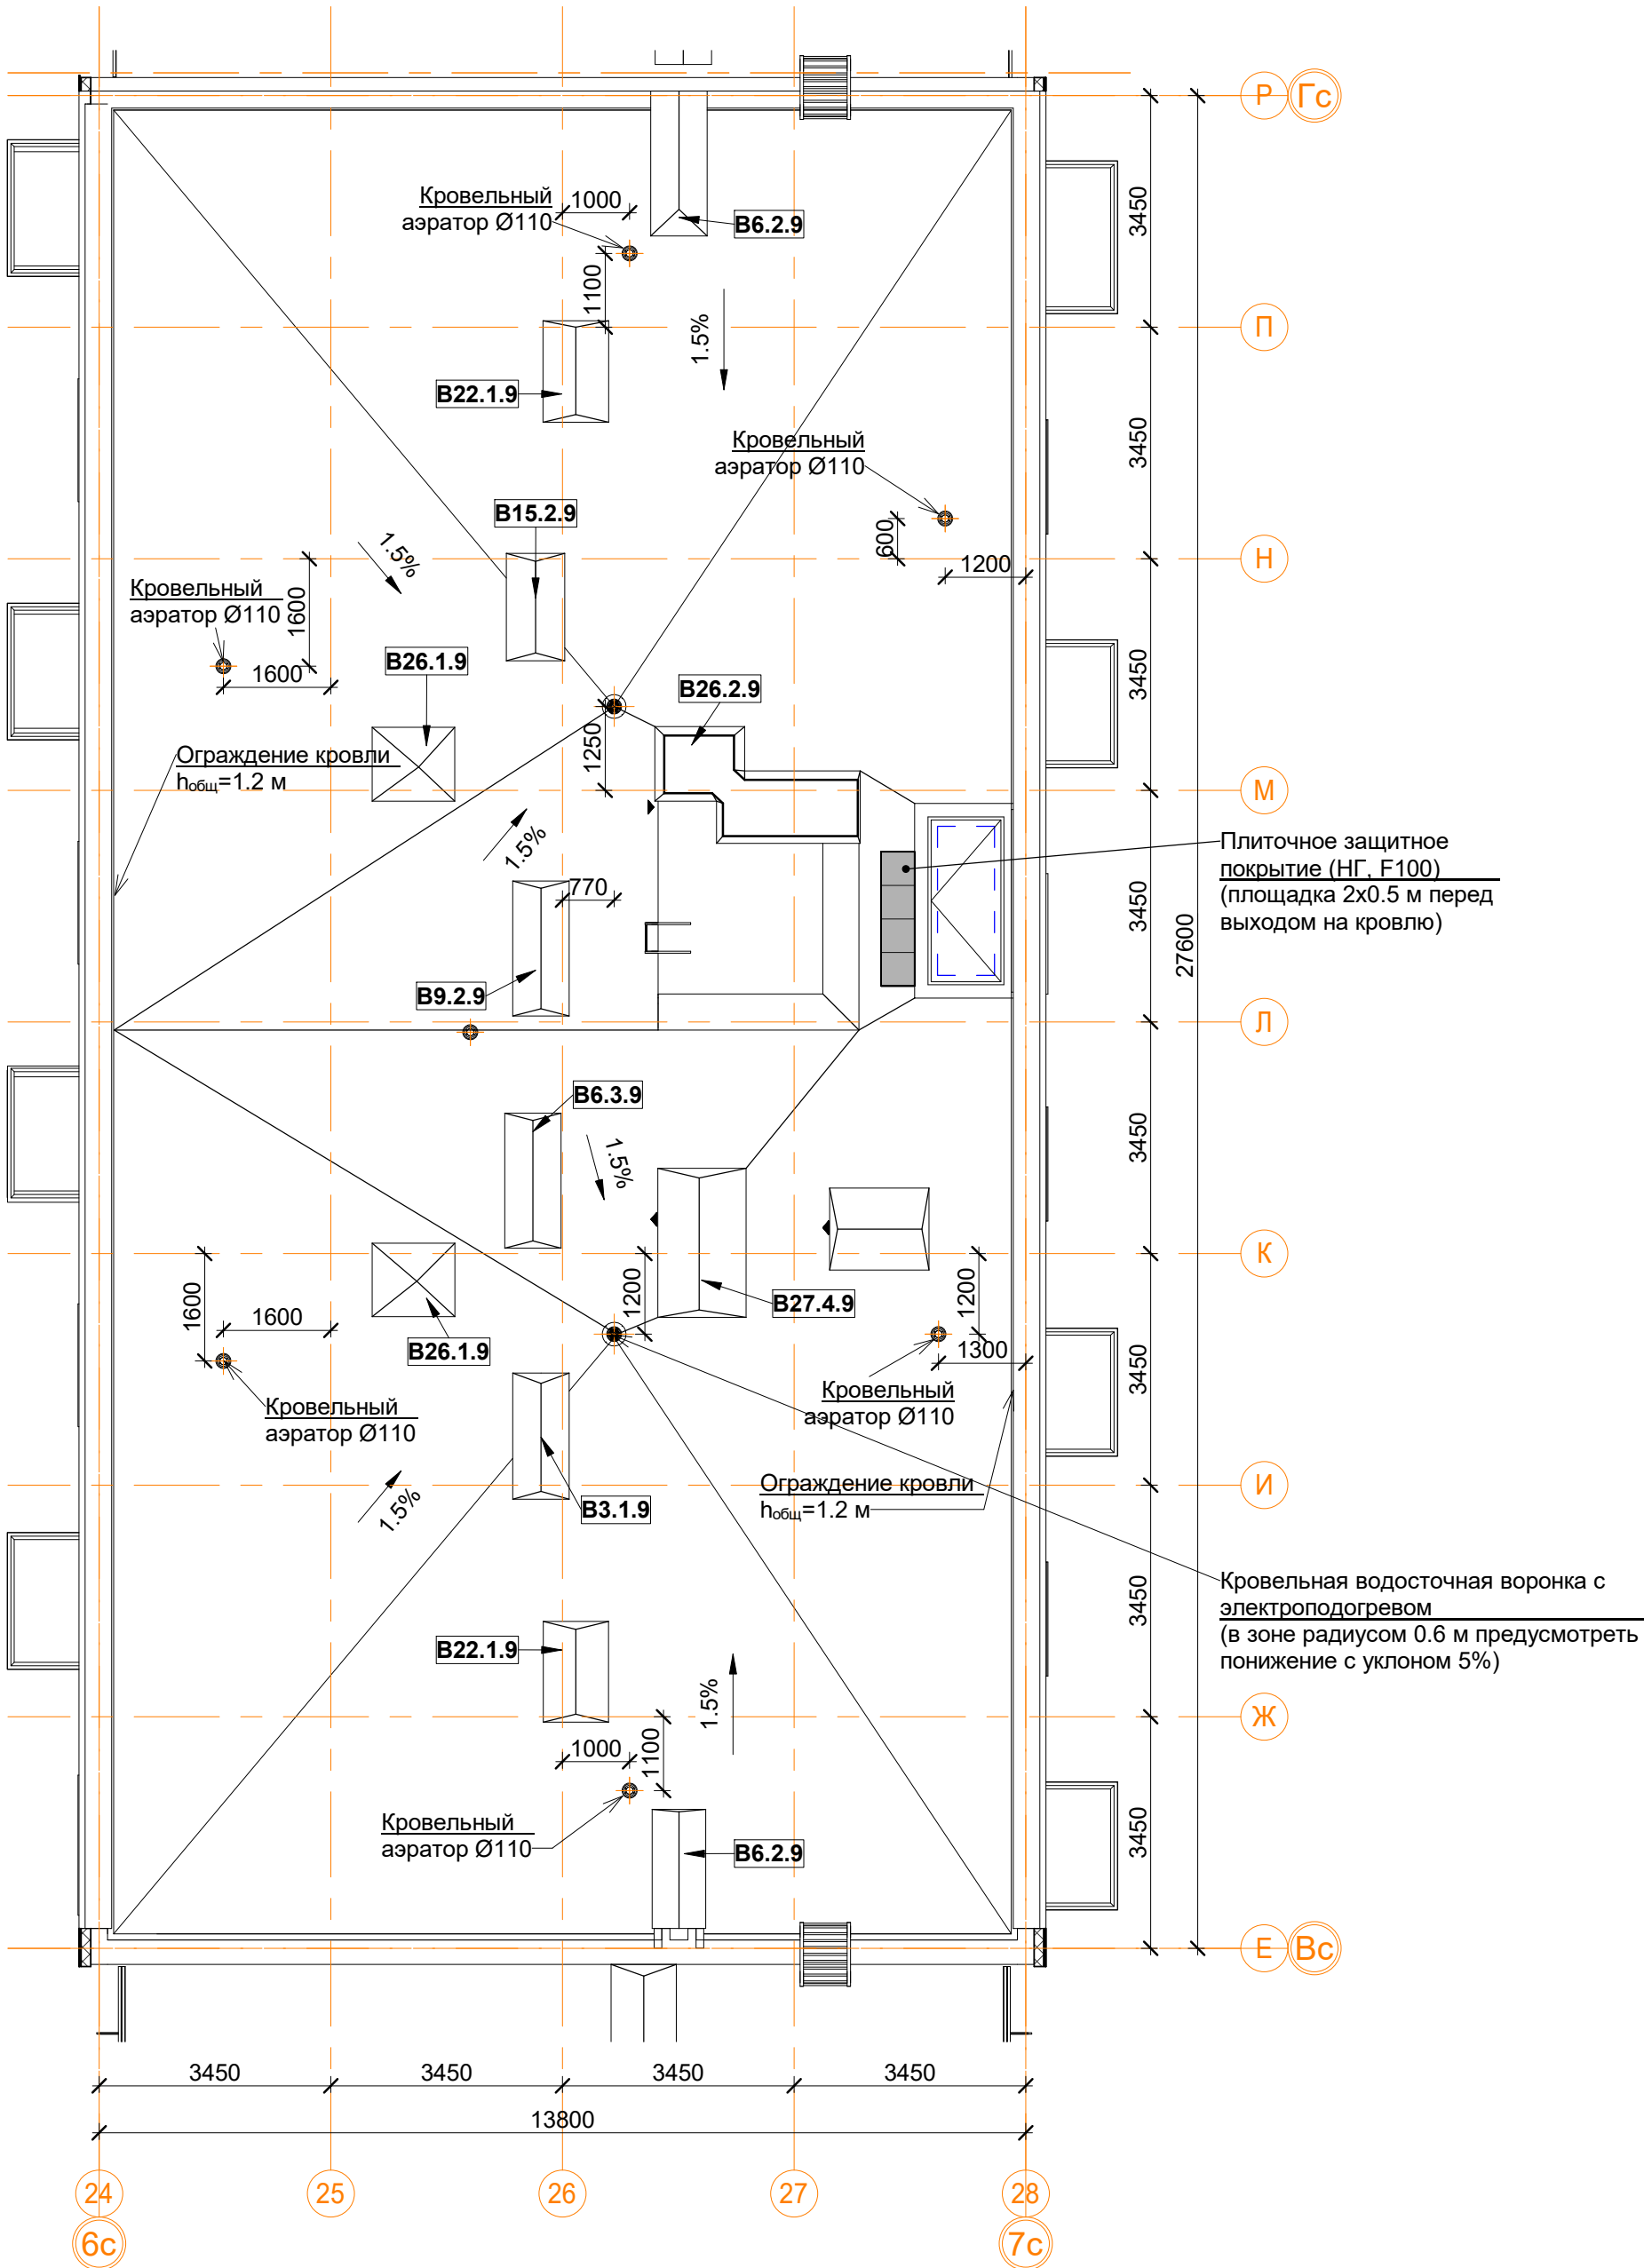 Р
Гс
3450
Кровельный
аэратор Ø110
1000
В6.2.9
1100
П
1.5%
В22.1.9
3450
Кровельный
аэратор Ø110
В15.2.9
600
1.5%
Н
1200
Кровельный
аэратор Ø110
1600
1600
В26.1.9
В26.2.9
3450
Ограждение кровли
hобщ=1.2 м
1250
М
1.5%
Плиточное защитное
покрытие (НГ, F100)
(площадка 2х0.5 м перед
выходом на кровлю)
770
3450
27600
В9.2.9
Л
В6.3.9
1.5%
3450
К
1600
1600
1200
1200
В27.4.9
В26.1.9
1300
3450
Кровельный
аэратор Ø110
Кровельный
аэратор Ø110
1.5%
Ограждение кровли
hобщ=1.2 м
И
В3.1.9
Кровельная водосточная воронка с
электроподогревом
(в зоне радиусом 0.6 м предусмотреть
понижение с уклоном 5%)
3450
В22.1.9
1.5%
Ж
1000
1100
Кровельный
аэратор Ø110
В6.2.9
3450
Е
Вс
3450
3450
3450
3450
13800
24
25
26
27
28
6с
7с